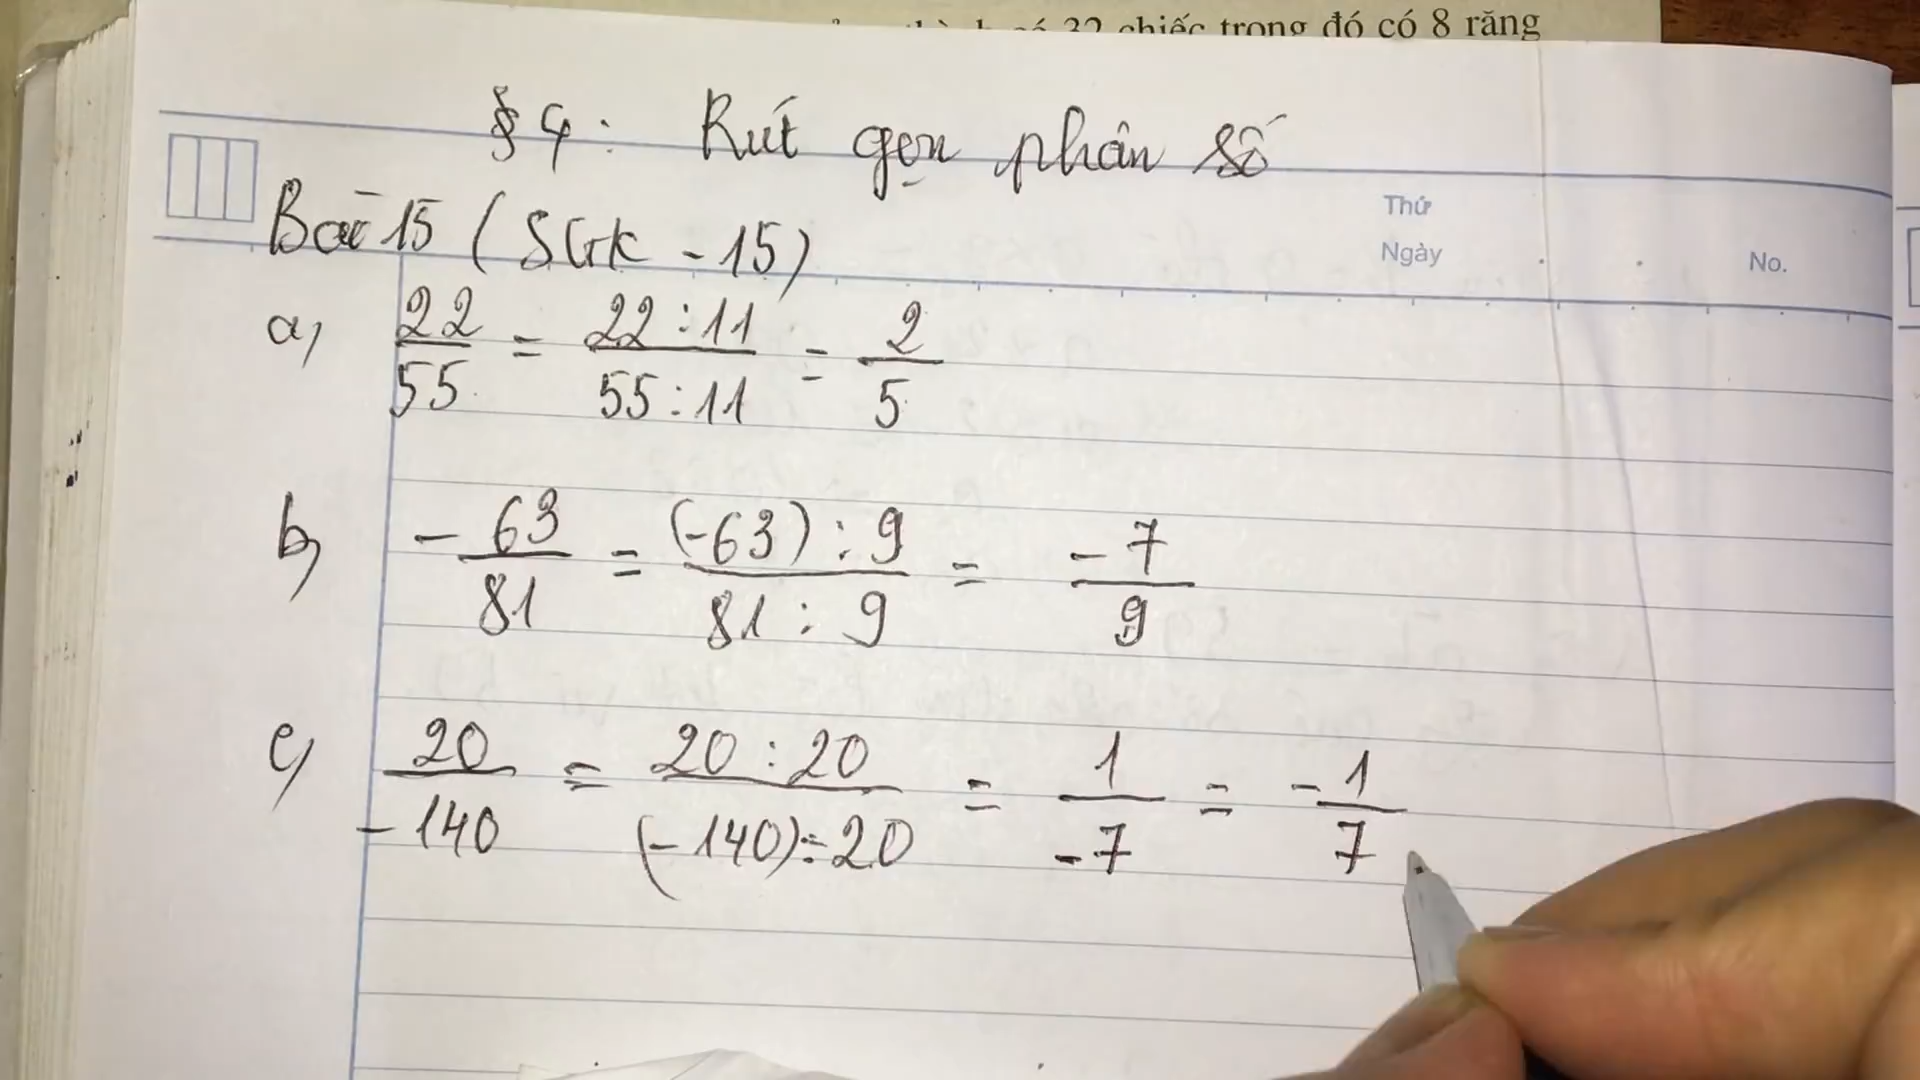 có 32 chiếc trong đó có 8 răng
§4: Rút gọn phân số
Thứ
Ngày
No.
Bài 15 (SGK - 15)
a, 22/55 = 22:11/55:11 = 2/5
b, -63/81 = (-63):9/81:9 = -7/9
c, 20/-140 = 20:20/(-140):20 = 1/-7 = -1/7